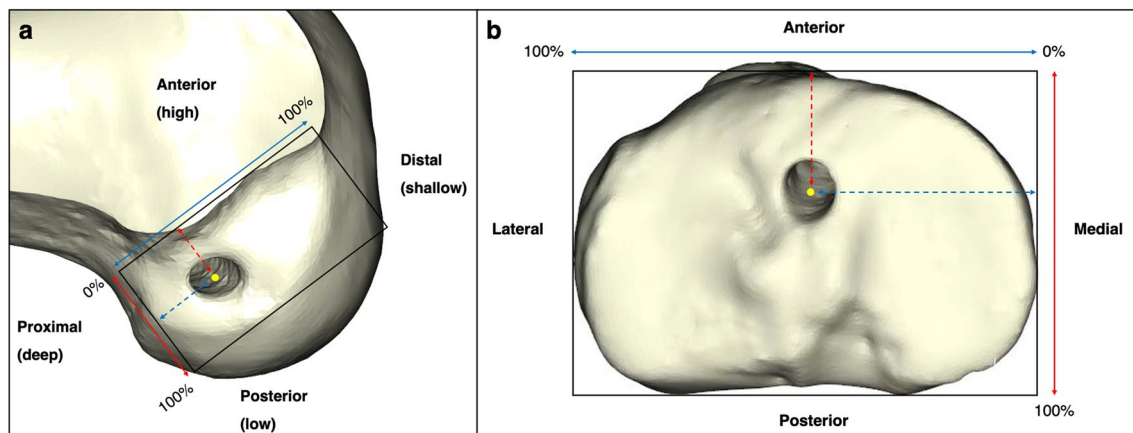 a
Anterior
(high)
100%
Distal
(shallow)
0%
Proximal
(deep)
100%
Posterior
(low)
b
Anterior
100%
0%
Lateral
Medial
100%
Posterior